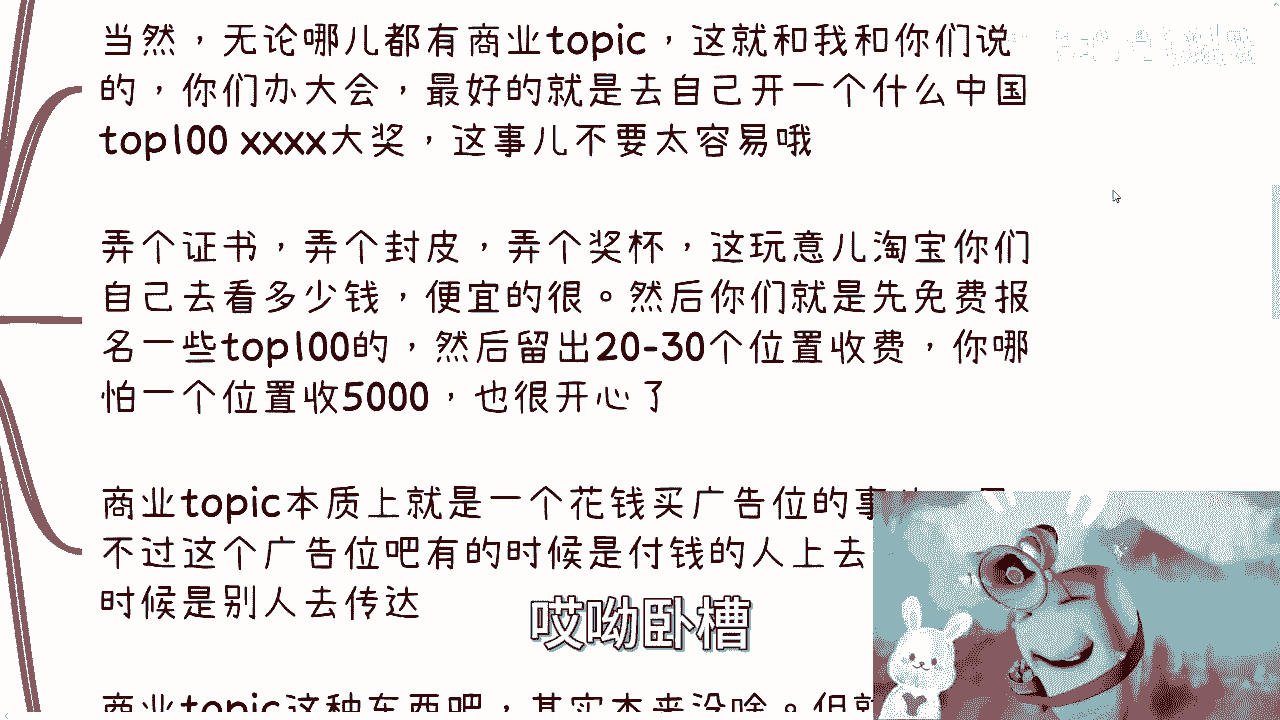 当然，无论哪儿都有商业topic，这就和我和你们说
的，你们办大会，最好的就是去自己开一个什么中国
top100 xxxx大奖，这事儿不要太容易哦
弄个证书，弄个封皮，弄个奖杯，这玩意儿淘宝你们
自己去看多少钱，便宜的很。然后你们就是先免费报
名一些top100的，然后留出20-30个位置收费，你哪
怕一个位置收5000，也很开心了
商业topic本质上就是一个花钱买广告位的事
不过这个广告位吧有的时候是付钱的人上去
时候是别人去传达
哎呦卧槽
商业topic这种东西吧，其实本来没啥。但就